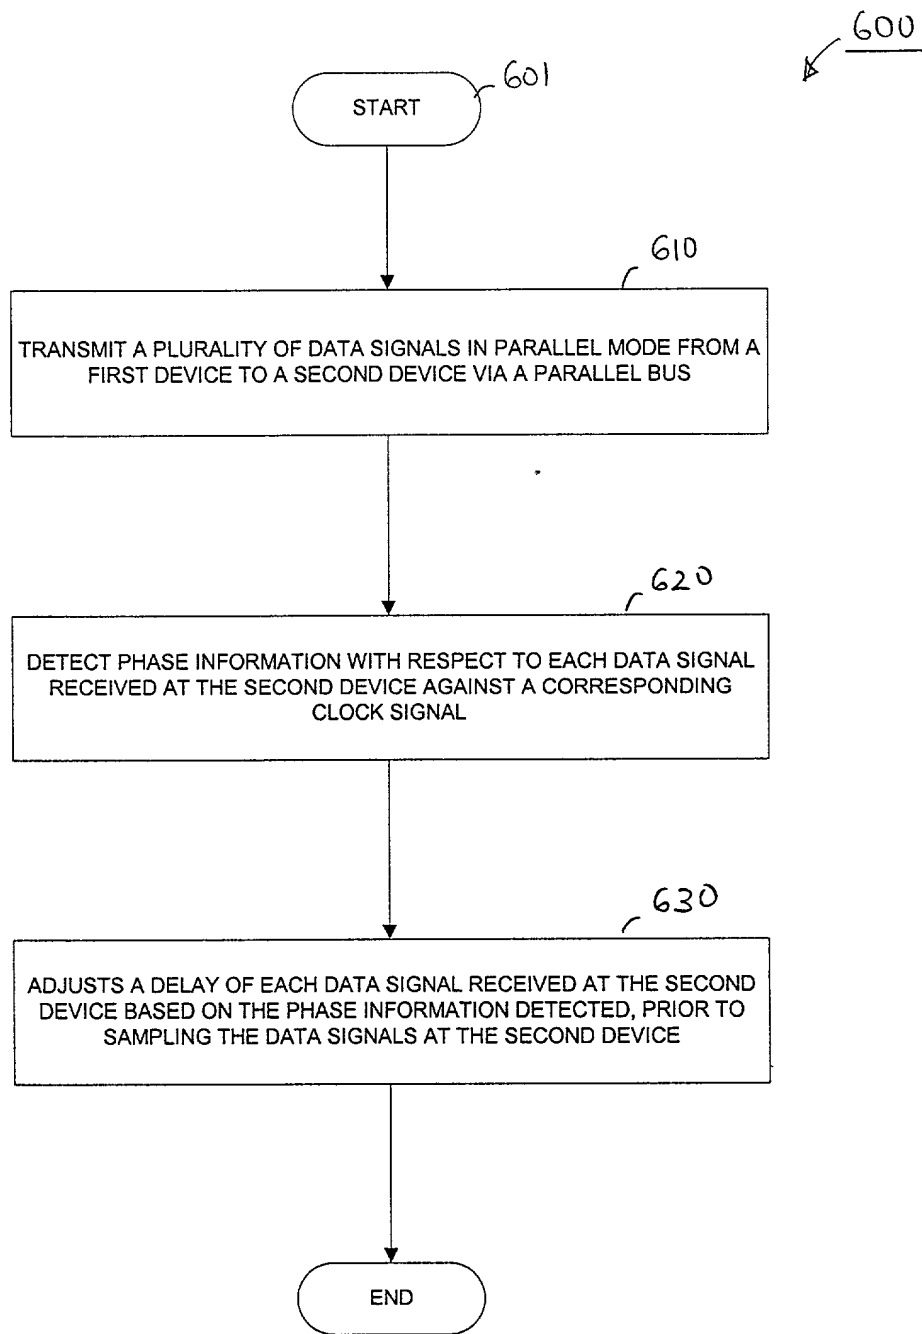 600
601
START
610
TRANSMIT A PLURALITY OF DATA SIGNALS IN PARALLEL MODE FROM A
FIRST DEVICE TO A SECOND DEVICE VIA A PARALLEL BUS
620
DETECT PHASE INFORMATION WITH RESPECT TO EACH DATA SIGNAL
RECEIVED AT THE SECOND DEVICE AGAINST A CORRESPONDING
CLOCK SIGNAL
630
ADJUSTS A DELAY OF EACH DATA SIGNAL RECEIVED AT THE SECOND
DEVICE BASED ON THE PHASE INFORMATION DETECTED, PRIOR TO
SAMPLING THE DATA SIGNALS AT THE SECOND DEVICE
END